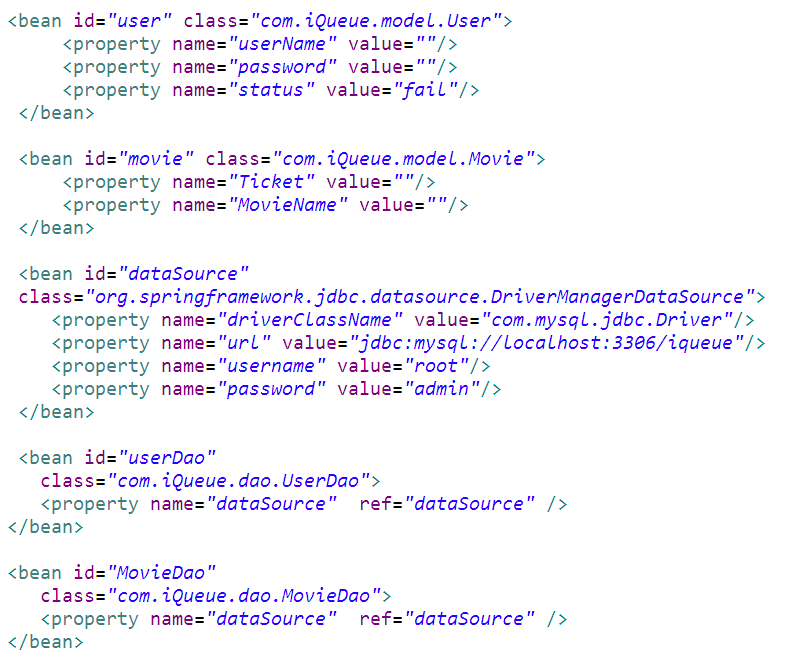 <bean id="user" class="com.iQueue.model.User">
<property name="userName" value=""/>
<property name="password" value=""/>
<property name="status" value="fail"/>
</bean>
<bean id="movie" class="com.iQueue.model.Movie">
<property name="Ticket" value=""/>
<property name="MovieName" value=""/>
</bean>
<bean id="dataSource"
class="org.springframework.jdbc.datasource.DriverManagerDataSource">
<property name="driverClassName" value="com.mysql.jdbc.Driver"/>
<property name="url" value="jdbc:mysql://localhost:3306/iqueue"/>
<property name="username" value="root"/>
<property name="password" value="admin"/>
</bean>
<bean id="userDao"
class="com.iQueue.dao.UserDao">
<property name="dataSource"  ref="dataSource" />
</bean>
<bean id="MovieDao"
class="com.iQueue.dao.MovieDao">
<property name="dataSource"  ref="dataSource" />
</bean>